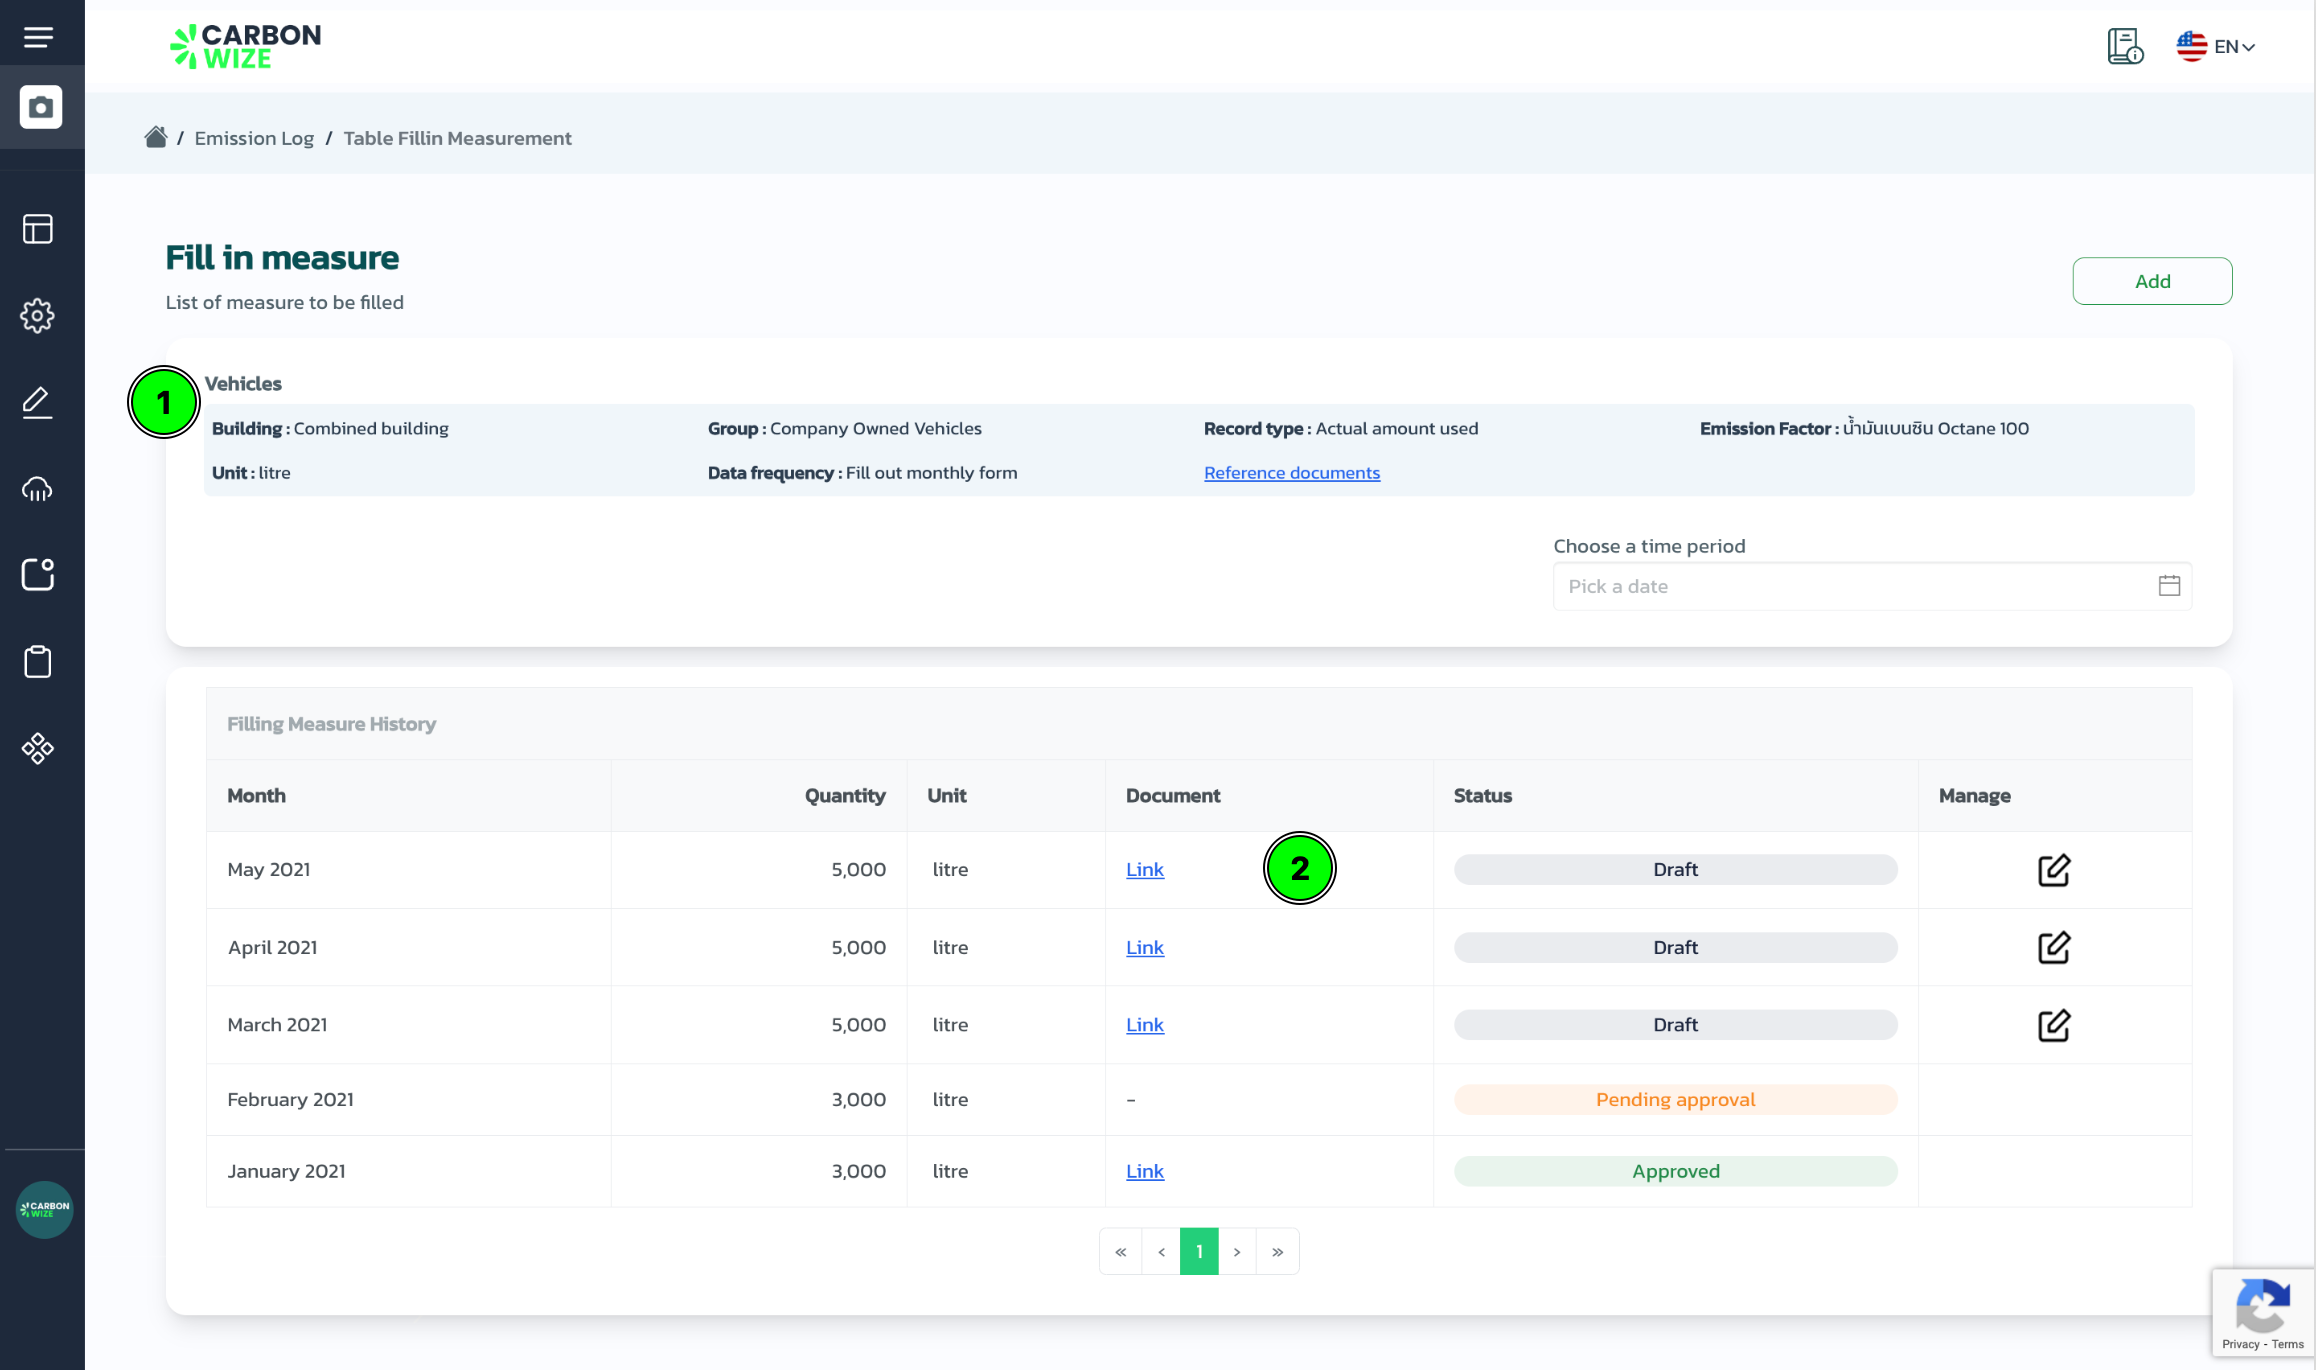 CARBON
WIZE
EN
/ Emission Log / Table Fillin Measurement
Fill in measure
List of measure to be filled
Add
1
Vehicles
Building : Combined building Group : Company Owned Vehicles Record type : Actual amount used Emission Factor : น้ำมันเบนซิน Octane 100
Unit : litre Data frequency : Fill out monthly form Reference documents
Choose a time period
Pick a date
Filling Measure History
Month Quantity Unit Document Status Manage
May 2021 5,000 litre Link 2 Draft
April 2021 5,000 litre Link Draft
March 2021 5,000 litre Link Draft
February 2021 3,000 litre - Pending approval
January 2021 3,000 litre Link Approved
« ‹ 1 › »
CARBON
WIZE
Privacy - Terms